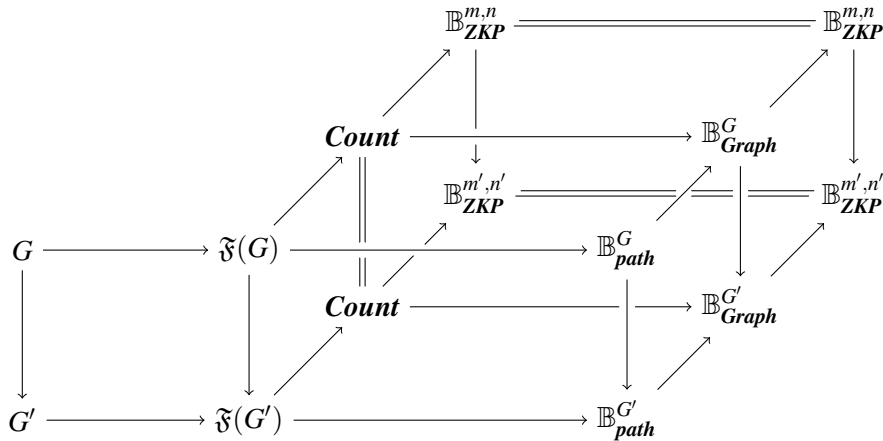 𝔹^{m,n}_{ZKP} 𝔹^{m,n}_{ZKP}
Count 𝔹^{G}_{Graph}
𝔹^{m′,n′}_{ZKP} 𝔹^{m′,n′}_{ZKP}
G 𝔉(G) 𝔹^{G}_{path}
Count 𝔹^{G′}_{Graph}
G′ 𝔉(G′) 𝔹^{G′}_{path}